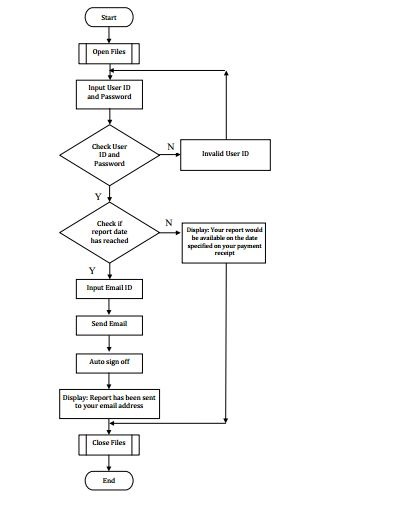 Start
Open Files
Input User ID
and Password
Check User
ID and
Password
N
Invalid User ID
Y
Check if
report date
has reached
N
Display: Your report would
be available on the date
specified on your payment
receipt
Y
Input Email ID
Send Email
Auto sign off
Display: Report has been sent
to your email address
Close Files
End